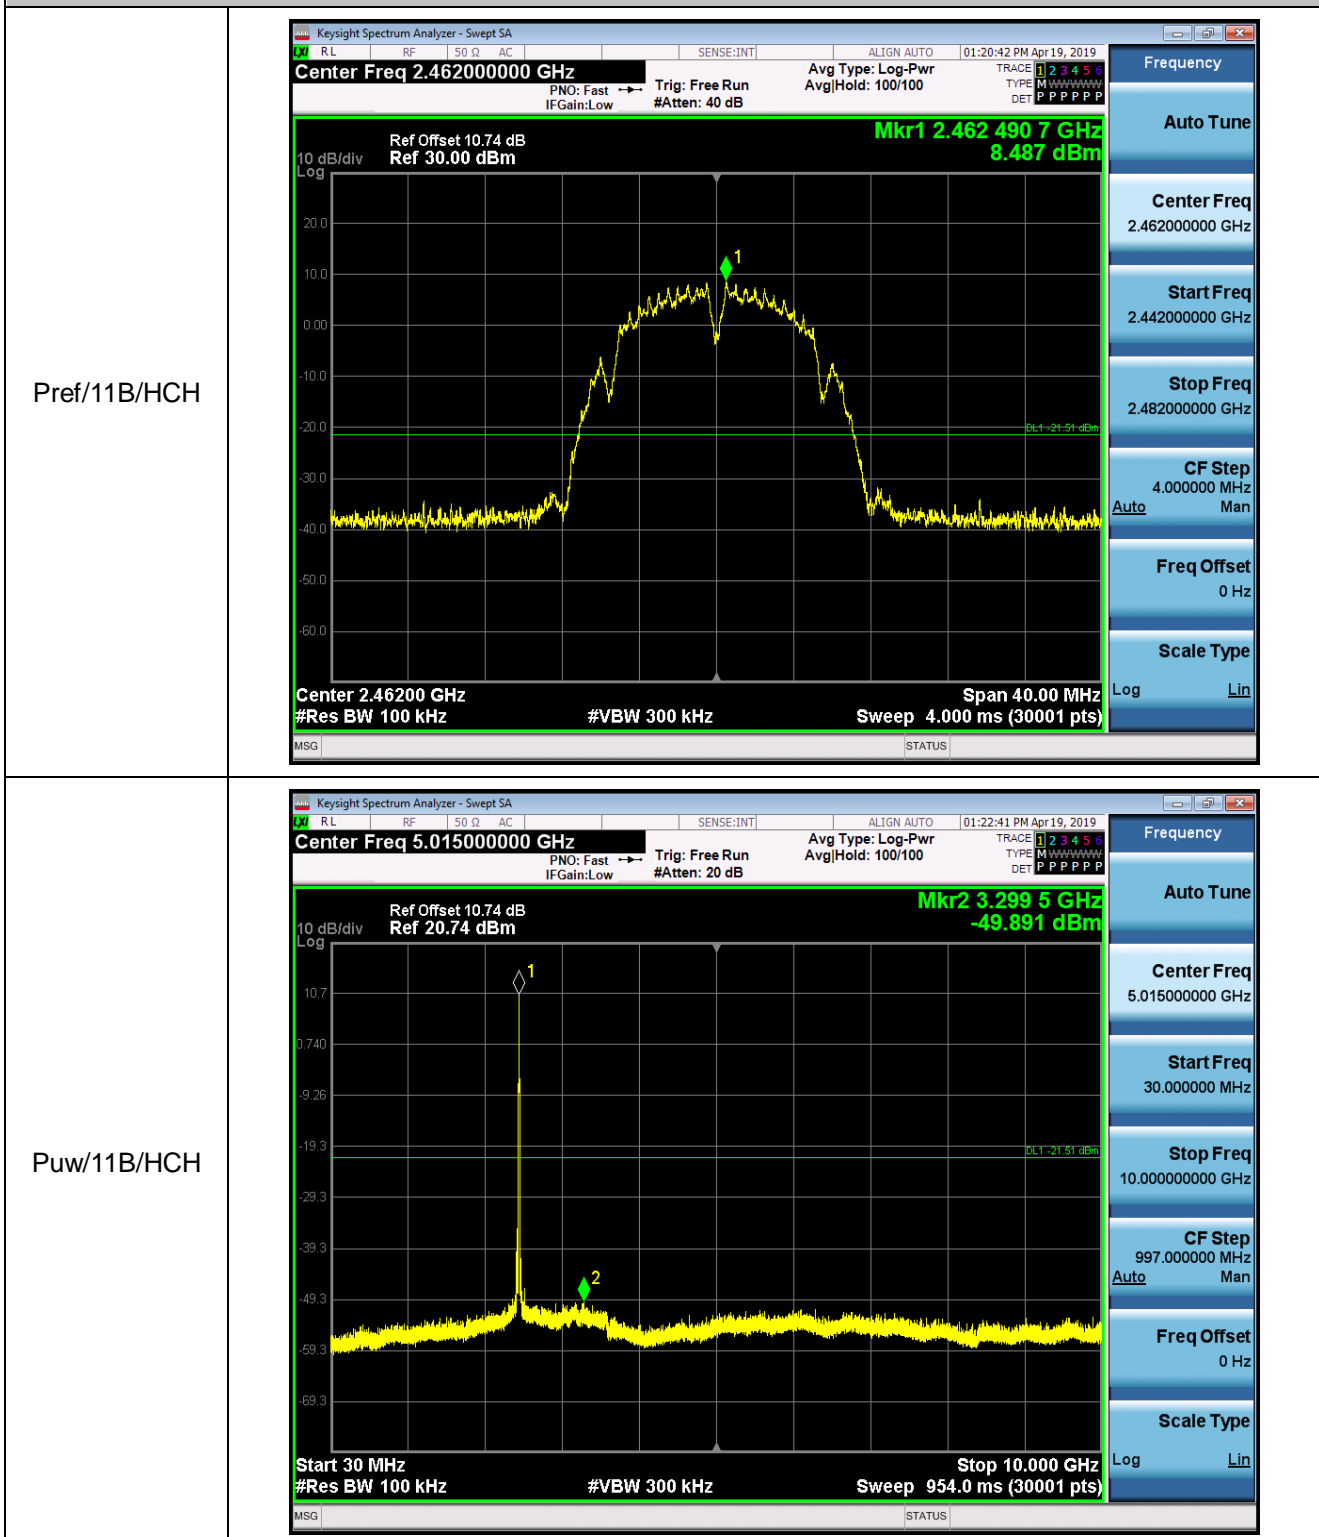 Pref/11B/HCH
Keysight Spectrum Analyzer - Swept SA
LXI RL RF 50 Ω AC SENSE:INT ALIGN AUTO 01:20:42 PM Apr 19, 2019
Center Freq 2.462000000 GHz
PNO: Fast
IFGain:Low
Trig: Free Run
#Atten: 40 dB
Avg Type: Log-Pwr
Avg|Hold: 100/100
TRACE 1 2 3 4 5 6
TYPE M WWWWW
DET P P P P P P
Mkr1 2.462 490 7 GHz
8.487 dBm
Ref Offset 10.74 dB
10 dB/div Ref 30.00 dBm
Log
20.0
10.0
0.00
-10.0
-20.0
-30.0
-40.0
-50.0
-60.0
1
DL1 -21.51 dBm
Center 2.46200 GHz Span 40.00 MHz
#Res BW 100 kHz #VBW 300 kHz Sweep 4.000 ms (30001 pts)
MSG STATUS
Frequency
Auto Tune
Center Freq
2.462000000 GHz
Start Freq
2.442000000 GHz
Stop Freq
2.482000000 GHz
CF Step
4.000000 MHz
Auto Man
Freq Offset
0 Hz
Scale Type
Log Lin
Puw/11B/HCH
Keysight Spectrum Analyzer - Swept SA
LXI RL RF 50 Ω AC SENSE:INT ALIGN AUTO 01:22:41 PM Apr 19, 2019
Center Freq 5.015000000 GHz
PNO: Fast
IFGain:Low
Trig: Free Run
#Atten: 20 dB
Avg Type: Log-Pwr
Avg|Hold: 100/100
TRACE 1 2 3 4 5 6
TYPE M WWWWW
DET P P P P P P
Mkr2 3.299 5 GHz
-49.891 dBm
Ref Offset 10.74 dB
10 dB/div Ref 20.74 dBm
Log
10.7
0.740
-9.26
-19.3
-29.3
-39.3
-49.3
-59.3
-69.3
1
DL1 -21.51 dBm
2
Start 30 MHz Stop 10.000 GHz
#Res BW 100 kHz #VBW 300 kHz Sweep 954.0 ms (30001 pts)
MSG STATUS
Frequency
Auto Tune
Center Freq
5.015000000 GHz
Start Freq
30.000000 MHz
Stop Freq
10.000000000 GHz
CF Step
997.000000 MHz
Auto Man
Freq Offset
0 Hz
Scale Type
Log Lin